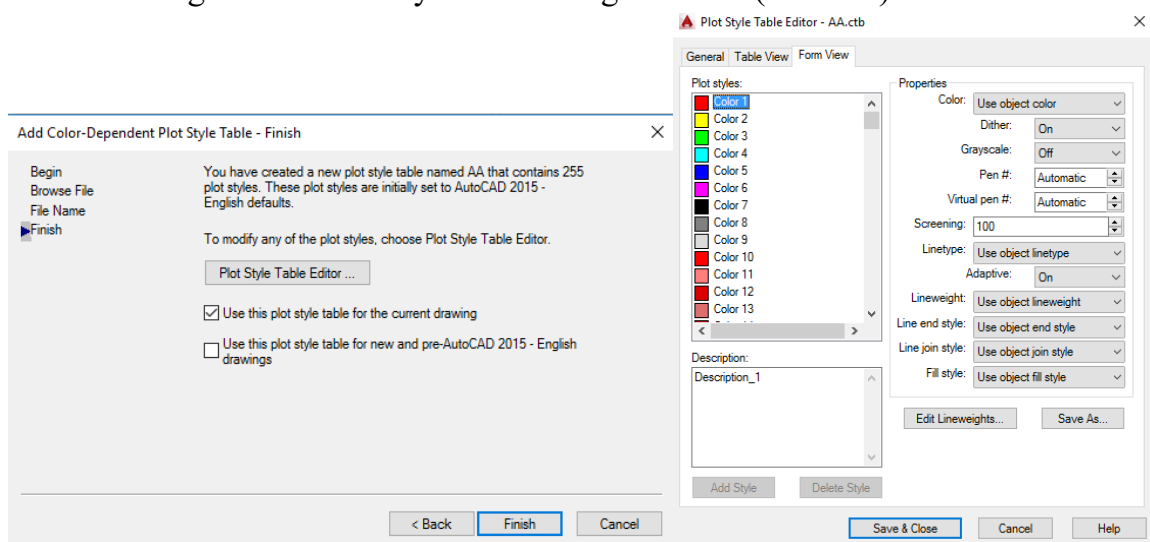 Add Color-Dependent Plot Style Table - Finish
Begin
Browse File
File Name
Finish
You have created a new plot style table named AA that contains 255
plot styles. These plot styles are initially set to AutoCAD 2015 -
English defaults.
To modify any of the plot styles, choose Plot Style Table Editor.
Plot Style Table Editor ...
Use this plot style table for the current drawing
Use this plot style table for new and pre-AutoCAD 2015 - English
drawings
< Back Finish Cancel
Plot Style Table Editor - AA.ctb
General Table View Form View
Plot styles:
Color 1
Color 2
Color 3
Color 4
Color 5
Color 6
Color 7
Color 8
Color 9
Color 10
Color 11
Color 12
Color 13
Description:
Description_1
Add Style Delete Style
Properties
Color: Use object color
Dither: On
Grayscale: Off
Pen #: Automatic
Virtual pen #: Automatic
Screening: 100
Linetype: Use object linetype
Adaptive: On
Lineweight: Use object lineweight
Line end style: Use object end style
Line join style: Use object join style
Fill style: Use object fill style
Edit Lineweights... Save As...
Save & Close Cancel Help